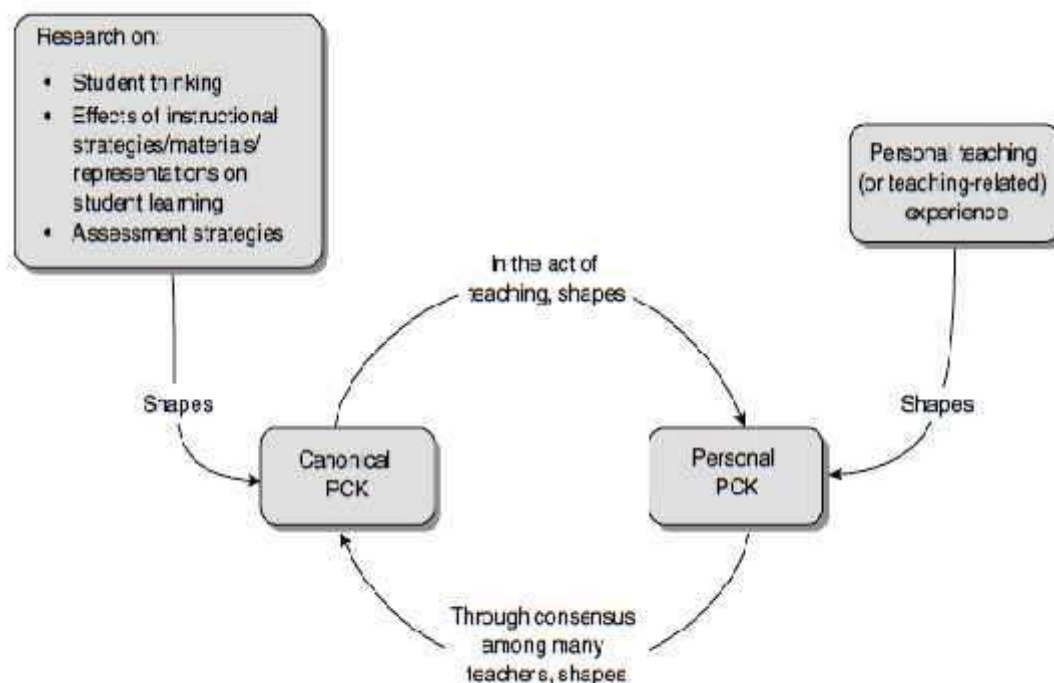 Research on:
• Student thinking
• Effects of instructional
strategies/materials/
representations on
student learning
• Assessment strategies
Personal teaching
(or teaching-related)
experience
In the act of
teaching, shapes
Shapes
Shapes
Canonical
PCK
Personal
PCK
Through consensus
among many
teachers, shapes